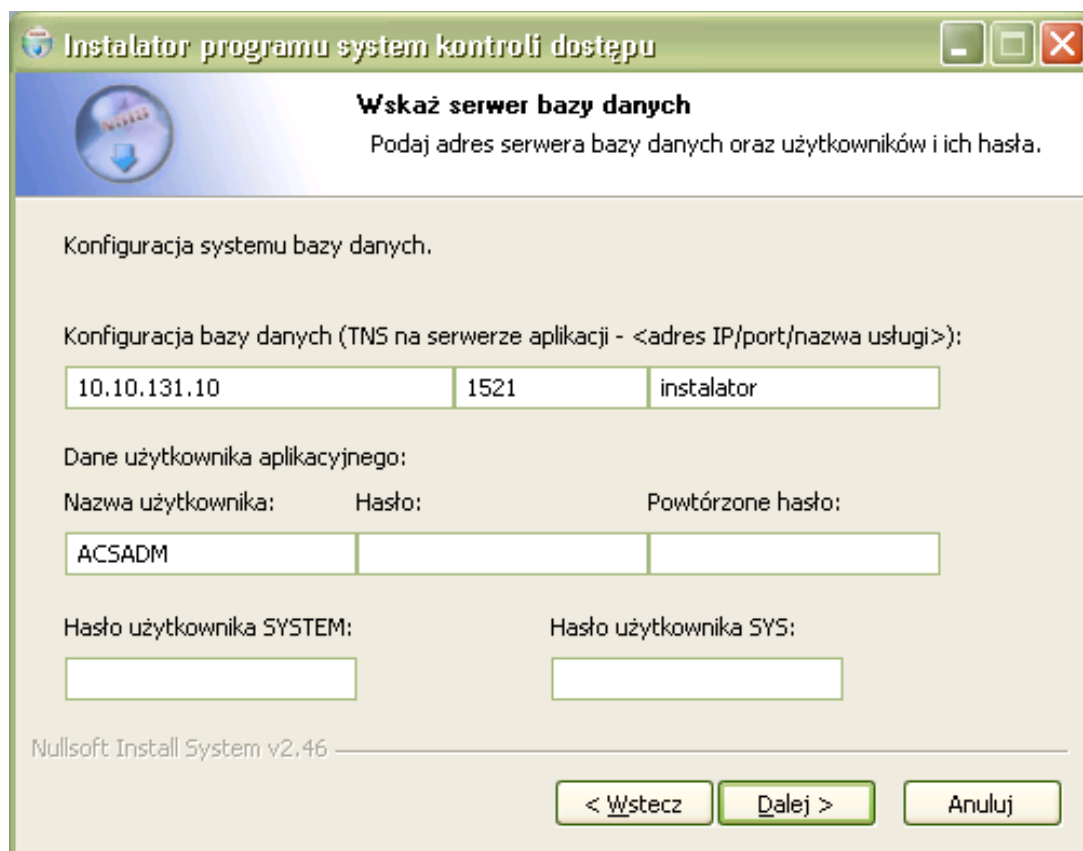 Instalator programu system kontroli dostępu
Wskaż serwer bazy danych
Podaj adres serwera bazy danych oraz użytkowników i ich hasła.
Konfiguracja systemu bazy danych.
Konfiguracja bazy danych (TNS na serwerze aplikacji - <adres IP/port/nazwa usługi>):
10.10.131.10 1521 instalator
Dane użytkownika aplikacyjnego:
Nazwa użytkownika: Hasło: Powtórzone hasło:
ACSADM
Hasło użytkownika SYSTEM: Hasło użytkownika SYS:
Nullsoft Install System v2.46
< Wstecz Dalej > Anuluj